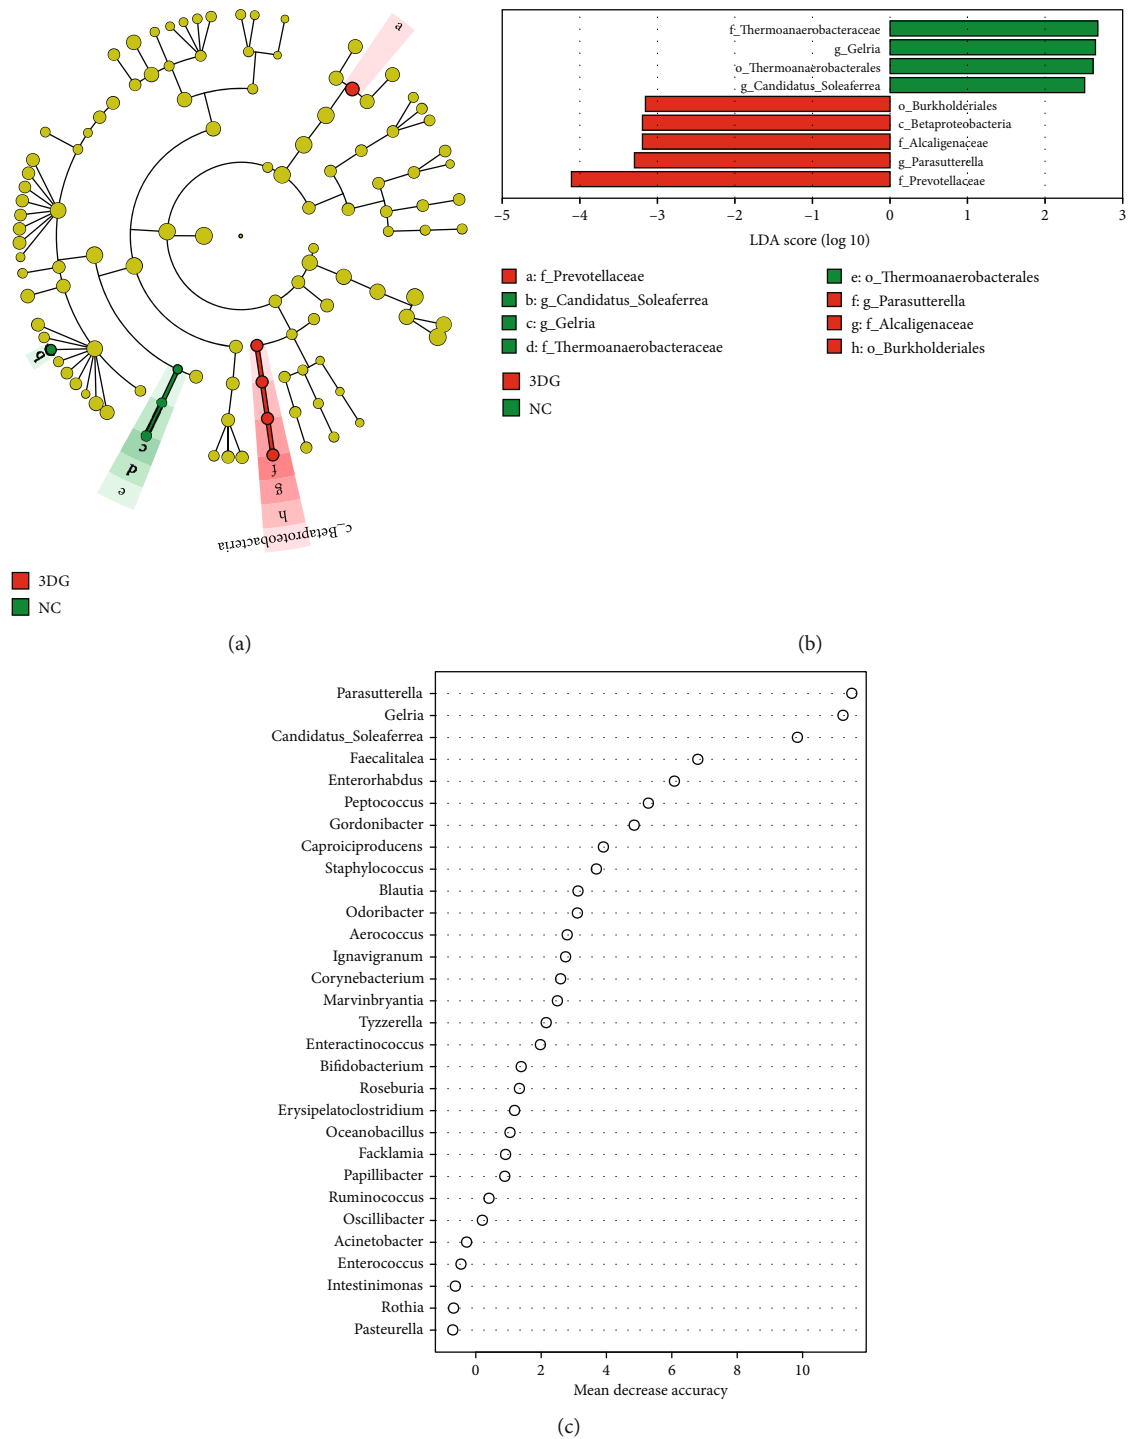 a
b
c
d
e
f
g
h
c_Betaproteobacteria
3DG
NC
(a)
f_Thermoanaerobacteraceae
g_Gelria
o_Thermoanaerobacterales
g_Candidatus_Soleaferrea
o_Burkholderiales
c_Betaproteobacteria
f_Alcaligenaceae
g_Parasutterella
f_Prevotellaceae
−5 −4 −3 −2 −1 0 1 2 3
LDA score (log 10)
a: f_Prevotellaceae
b: g_Candidatus_Soleaferrea
c: g_Gelria
d: f_Thermoanaerobacteraceae
e: o_Thermoanaerobacterales
f: g_Parasutterella
g: f_Alcaligenaceae
h: o_Burkholderiales
3DG
NC
(b)
Parasutterella
Gelria
Candidatus_Soleaferrea
Faecalitalea
Enterorhabdus
Peptococcus
Gordonibacter
Caproiciproducens
Staphylococcus
Blautia
Odoribacter
Aerococcus
Ignavigranum
Corynebacterium
Marvinbryantia
Tyzzerella
Enteractinococcus
Bifidobacterium
Roseburia
Erysipelatoclostridium
Oceanobacillus
Facklamia
Papillibacter
Ruminococcus
Oscillibacter
Acinetobacter
Enterococcus
Intestinimonas
Rothia
Pasteurella
0 2 4 6 8 10
Mean decrease accuracy
(c)